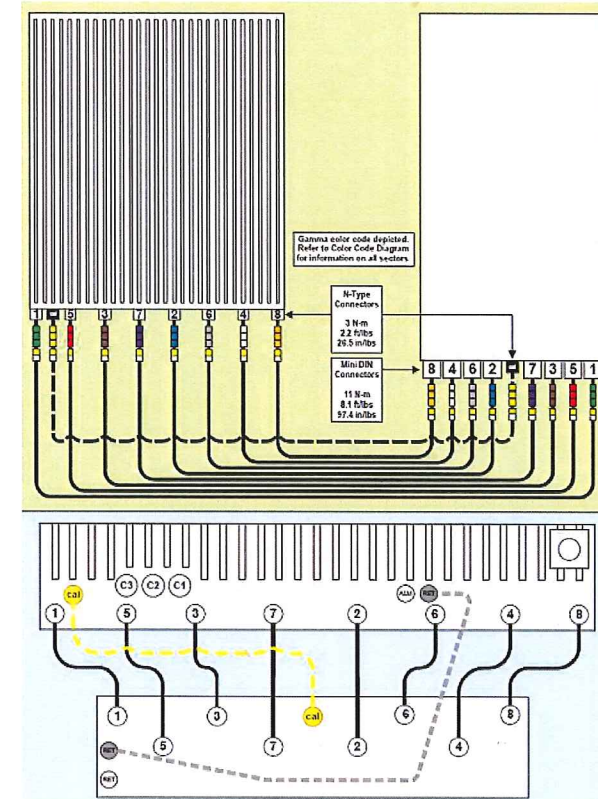 Gamma color code depicted.
Refer to Color Code Diagram
for information on all sectors
1 5 3 7 2 6 4 8
N-Type
Connectors
3 N-m
2.2 ft/lbs
26.5 in/lbs
Mini DIN
Connectors
11 N-m
8.1 ft/lbs
97.4 in/lbs
8 4 6 2 7 3 5 1
C3 C2 C1
cal ALD RET
1 5 3 7 2 6 4 8
1 3 cal 6 8
5 7 2 4
RET
RET